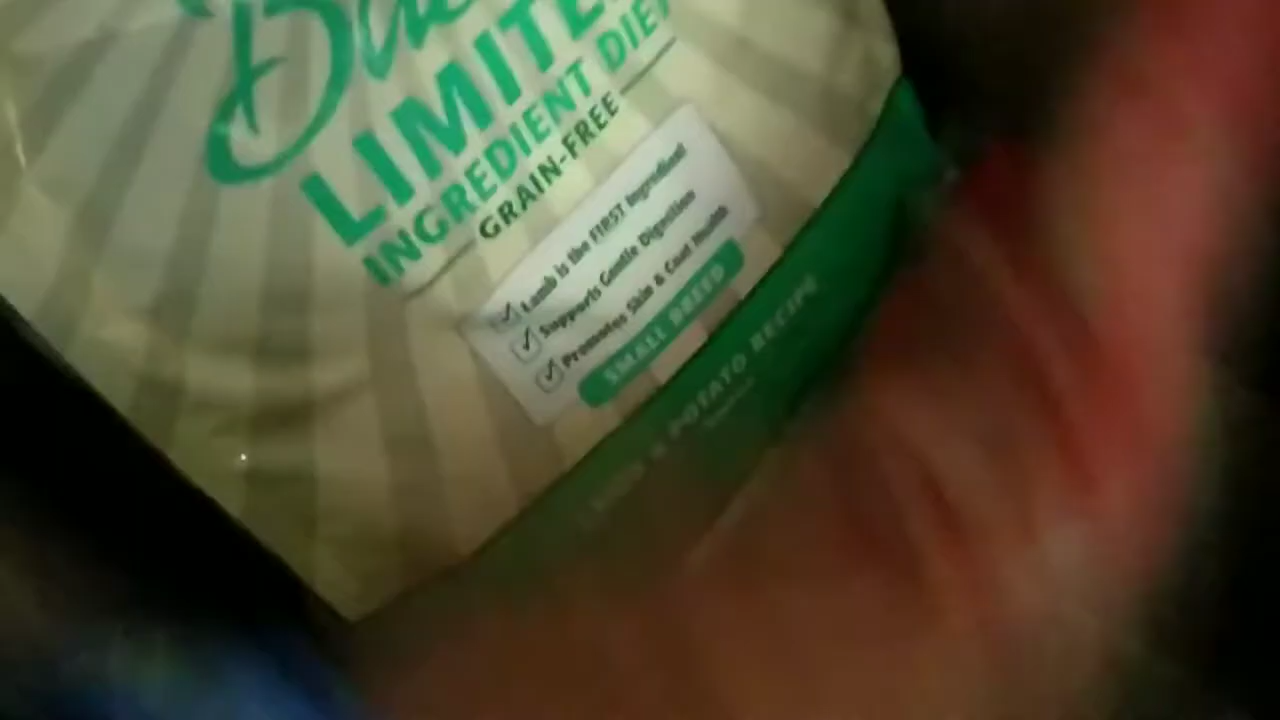 LIMITE
INGREDIENT DIET
GRAIN-FREE
Lamb is the FIRST Ingredient
Supports Gentle Digestion
Promotes Skin & Coat Health
SMALL BREED
& POTATO RECIPE